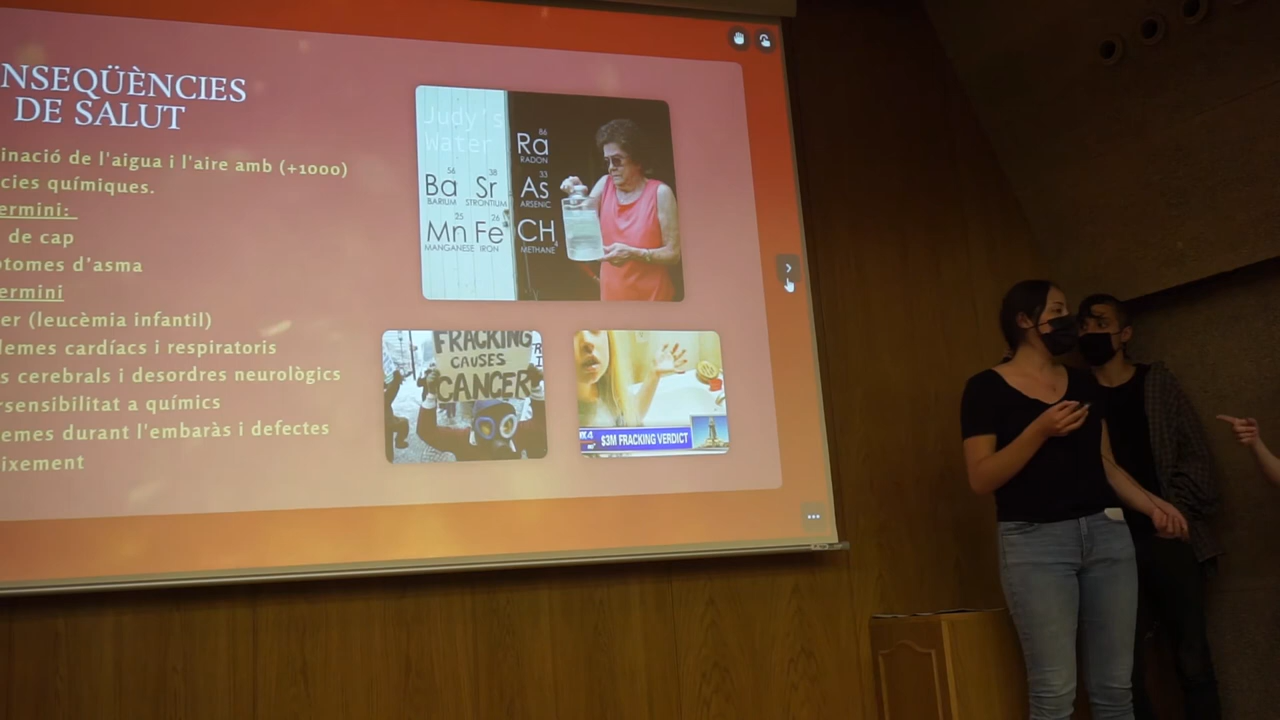 NSEQÜÈNCIES
DE SALUT
inació de l'aigua i l'aire amb (+1000)
cies químiques.
ermini:
de cap
tomes d'asma
ermini
er (leucèmia infantil)
lemes cardíacs i respiratoris
s cerebrals i desordres neurològics
rsensibilitat a químics
emes durant l'embaràs i defectes
ixement
Judy's
Water
86
Ra
RADON
56
Ba
BARIUM
38
Sr
STRONTIUM
33
As
ARSENIC
25
Mn
MANGANESE
26
Fe
IRON
CH
4
METHANE
FRACKING
CAUSES
CANCER
$3M FRACKING VERDICT